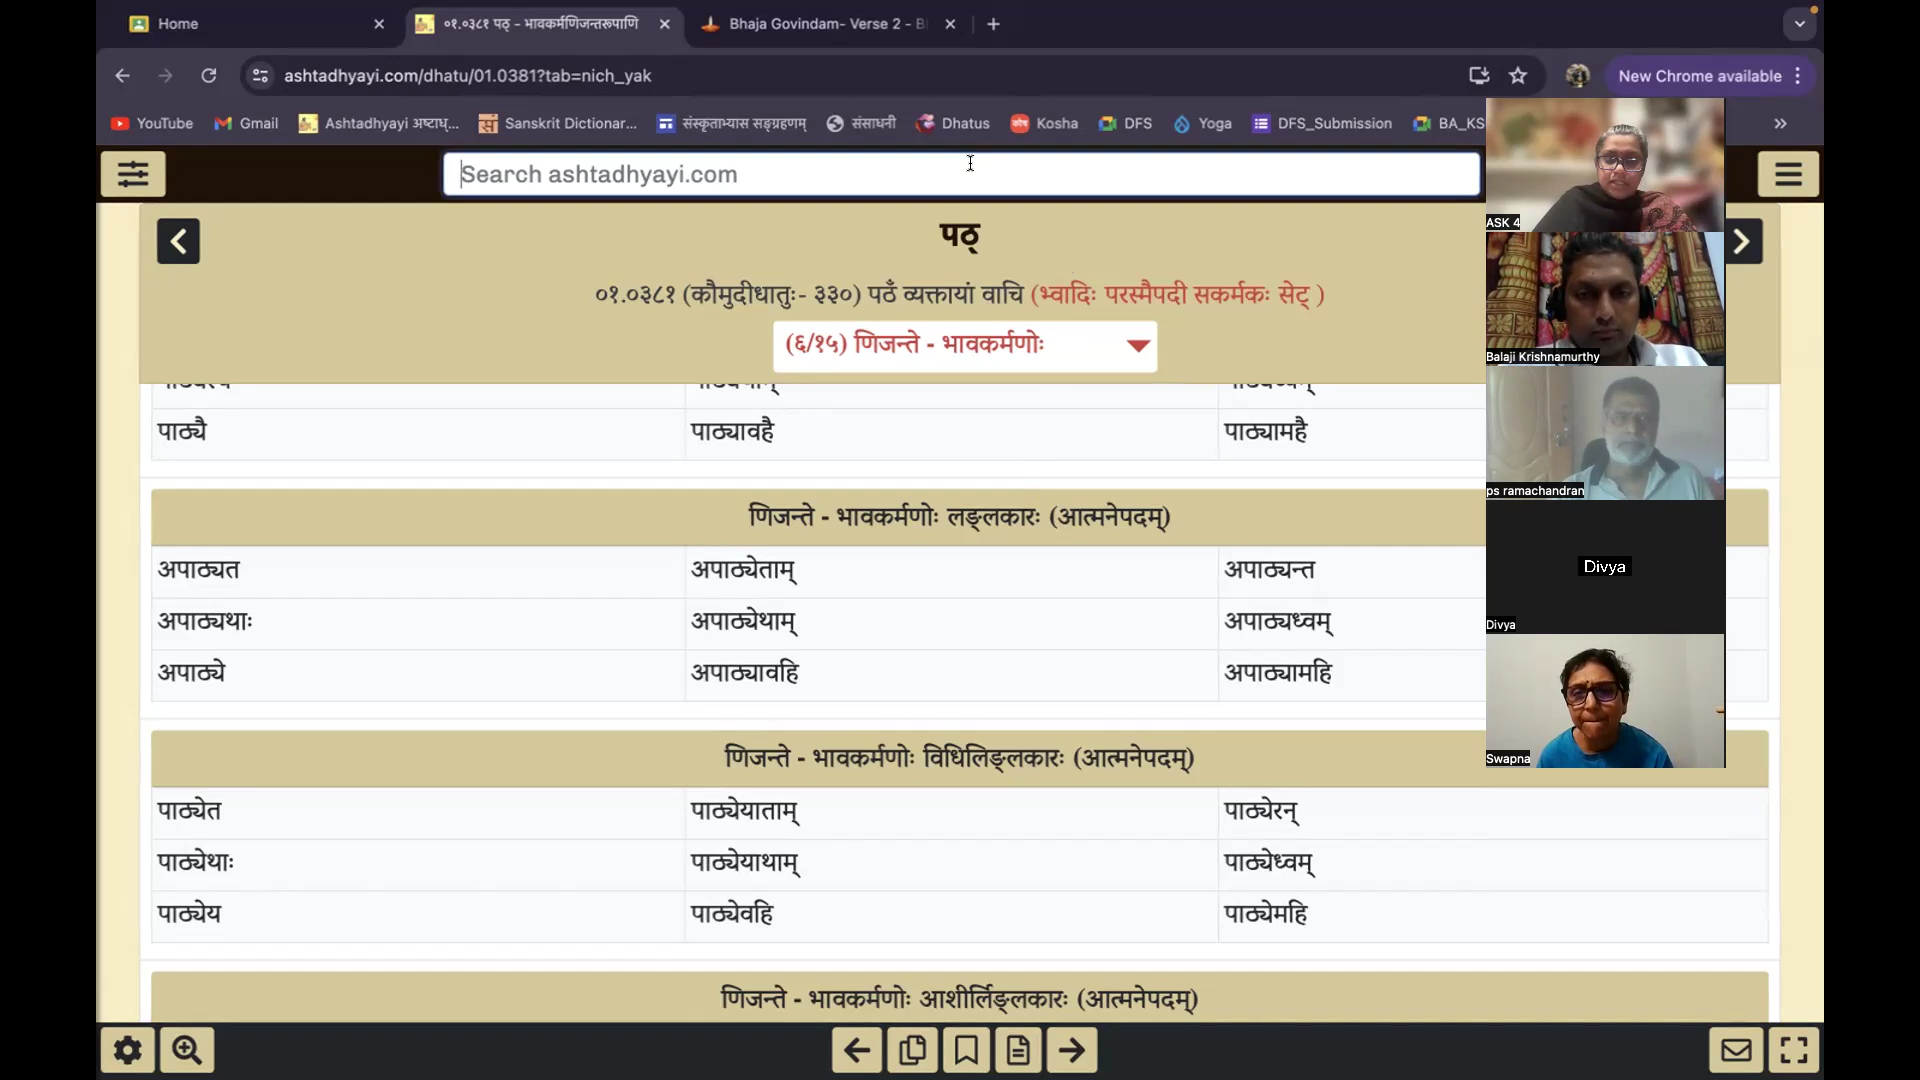 Home
०१.०३८१ पठ् - भावकर्मणिजन्तरूपाणि
Bhaja Govindam- Verse 2 - B
ashtadhyayi.com/dhatu/01.0381?tab=nich_yak
New Chrome available
YouTube
Gmail
Ashtadhyayi अष्टाध्...
Sanskrit Dictionar...
संस्कृताभ्यास सङ्ग्रहणम्
संसाधनी
Dhatus
Kosha
DFS
Yoga
DFS_Submission
BA_KS
Search ashtadhyayi.com
पठ्
०१.०३८१ (कौमुदीधातुः- ३३०) पठँ व्यक्तायां वाचि (भ्वादिः परस्मैपदी सकर्मकः सेट् )
(६/१५) णिजन्ते - भावकर्मणोः
पाठ्यै पाठ्यावहै पाठ्यामहै
णिजन्ते - भावकर्मणोः लङ्लकारः (आत्मनेपदम्)
अपाठ्यत अपाठ्येताम् अपाठ्यन्त
अपाठ्यथाः अपाठ्येथाम् अपाठ्यध्वम्
अपाठ्ये अपाठ्यावहि अपाठ्यामहि
णिजन्ते - भावकर्मणोः विधिलिङ्लकारः (आत्मनेपदम्)
पाठ्येत पाठ्येयाताम् पाठ्येरन्
पाठ्येथाः पाठ्येयाथाम् पाठ्येध्वम्
पाठ्येय पाठ्येवहि पाठ्येमहि
णिजन्ते - भावकर्मणोः आशीर्लिङ्लकारः (आत्मनेपदम्)
ASK 4
Balaji Krishnamurthy
ps ramachandran
Divya
Divya
Swapna